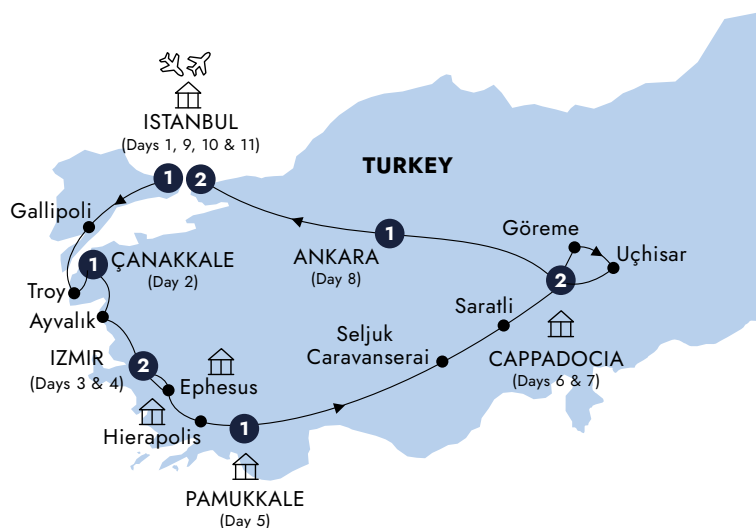 ISTANBUL
(Days 1, 9, 10 & 11)
TURKEY
1
2
Gallipoli
1
ÇANAKKALE
(Day 2)
ANKARA
(Day 8)
1
Göreme
Uçhisar
2
Troy
Ayvalık
Saratli
Seljuk
Caravanserai
CAPPADOCIA
(Days 6 & 7)
IZMIR
(Days 3 & 4)
2
Ephesus
Hierapolis
1
PAMUKKALE
(Day 5)